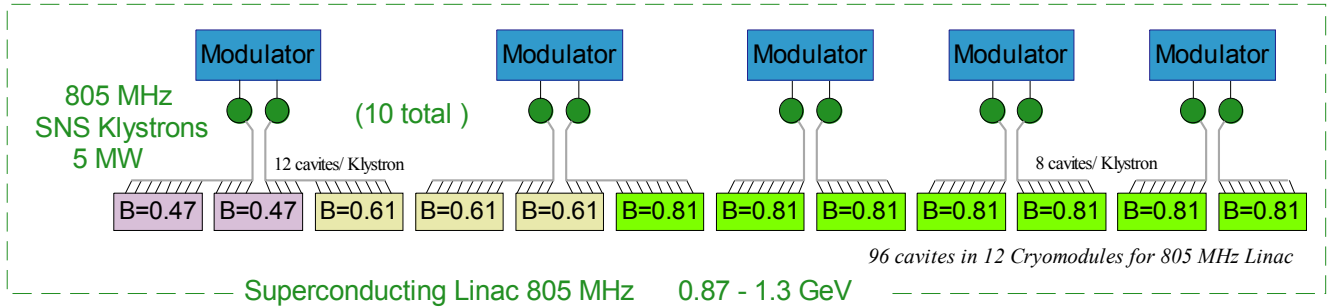 Modulator Modulator Modulator Modulator Modulator
805 MHz
SNS Klystrons
5 MW
(10 total )
12 cavites/ Klystron
8 cavites/ Klystron
B=0.47 B=0.47 B=0.61 B=0.61 B=0.61 B=0.81 B=0.81 B=0.81 B=0.81 B=0.81 B=0.81 B=0.81
96 cavites in 12 Cryomodules for 805 MHz Linac
Superconducting Linac 805 MHz 0.87 - 1.3 GeV